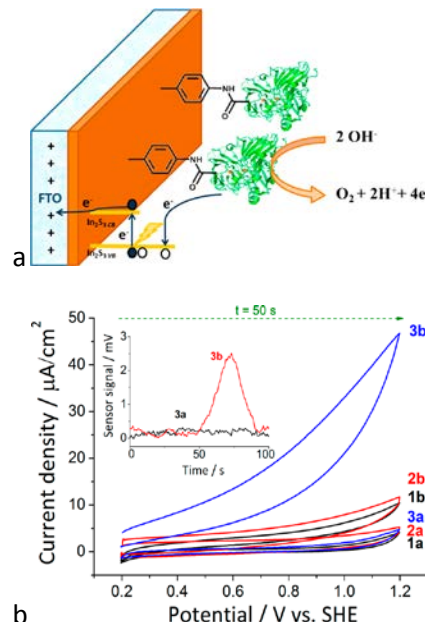 NH
O
NH
O
2 OH⁻
O₂ + 2H⁺ + 4e
+
+
+
+
FTO
+
+
+
+
e⁻
In₂S₃,CB
e⁻
e⁻
In₂S₃,VB
O
O
a
50
40
30
20
10
0
Current density / μA/cm²
t = 50 s
3b
3
2
1
0
Sensor signal / mV
3b
3a
0
50
100
Time / s
2b
1b
3a
2a
1a
0.2
0.4
0.6
0.8
1.0
1.2
Potential / V vs. SHE
b